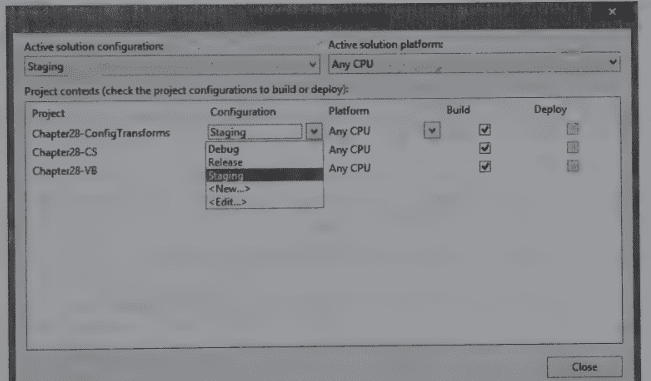 Active solution configuration: Active solution platform:
Staging Any CPU
Project contexts (check the project configurations to build or deploy):
Project Configuration Platform Build Deploy
Chapter28-ConfigTransforms Staging Any CPU
Chapter28-CS Debug Any CPU
Release
Chapter28-VB Staging Any CPU
<New...>
<Edit...>
Close